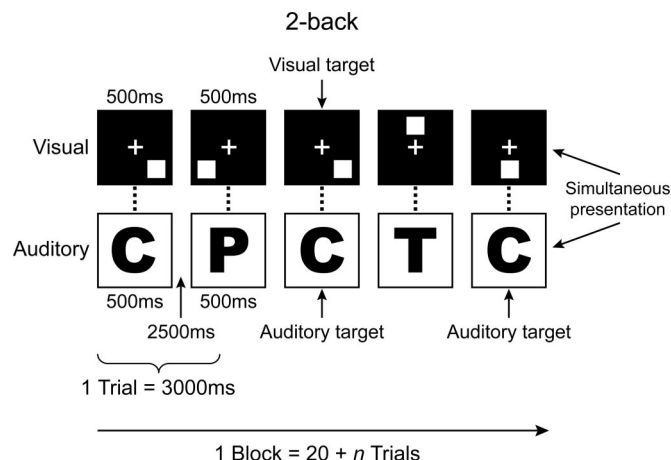 2-back
Visual target
500ms 500ms
Visual
Simultaneous
presentation
Auditory
C P C T C
500ms 500ms
2500ms
Auditory target Auditory target
1 Trial = 3000ms
1 Block = 20 + n Trials